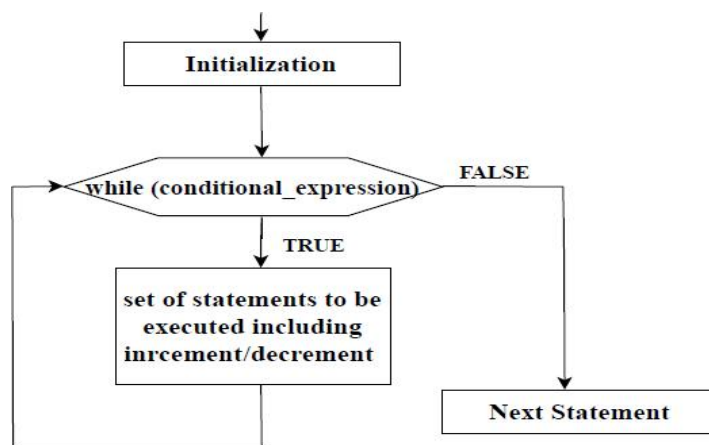 Initialization
while (conditional_expression)
FALSE
TRUE
set of statements to be
executed including
inrcement/decrement
Next Statement